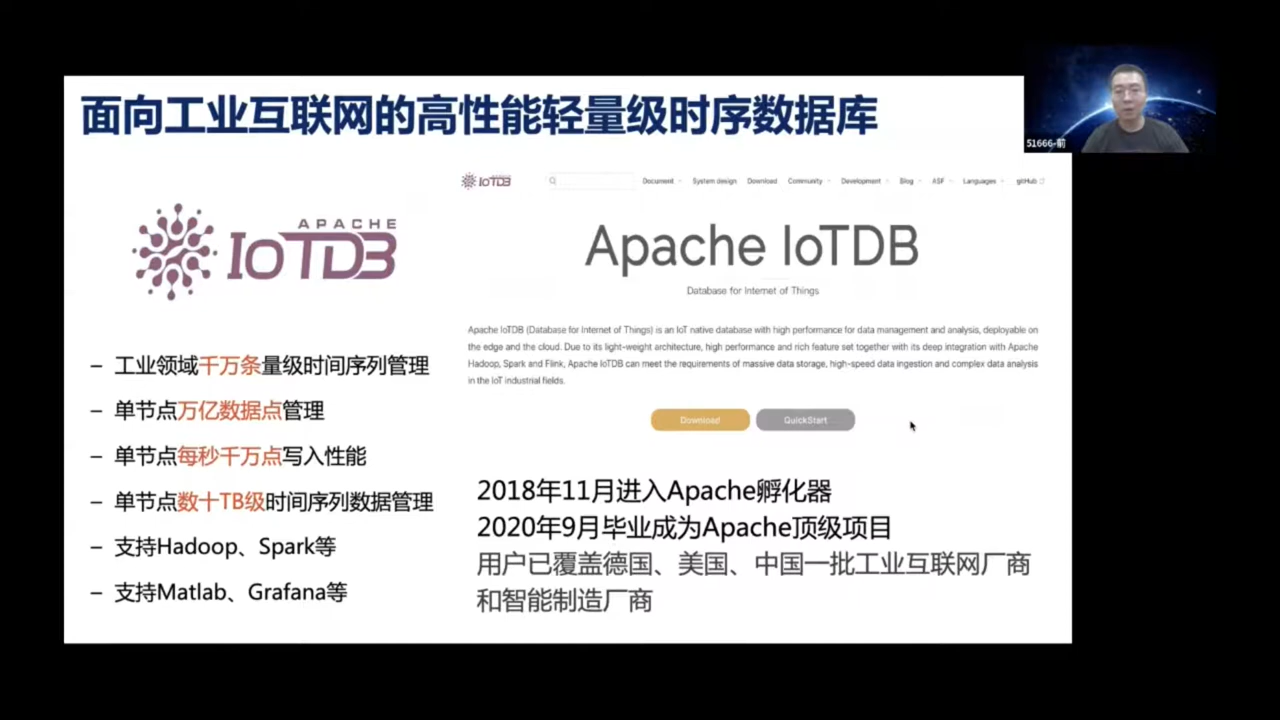 面向工业互联网的高性能轻量级时序数据库
51666-前
IoTDB
Document
System design
Download
Community
Development
Blog
ASF
Languages
gitHub
APACHE
IoTDB
Apache IoTDB
Database for Internet of Things
Apache IoTDB (Database for Internet of Things) is an IoT native database with high performance for data management and analysis, deployable on
the edge and the cloud. Due to its light-weight architecture, high performance and rich feature set together with its deep integration with Apache
Hadoop, Spark and Flink, Apache IoTDB can meet the requirements of massive data storage, high-speed data ingestion and complex data analysis
in the IoT industrial fields.
Download
QuickStart
– 工业领域千万条量级时间序列管理
– 单节点万亿数据点管理
– 单节点每秒千万点写入性能
– 单节点数十TB级时间序列数据管理
– 支持Hadoop、Spark等
– 支持Matlab、Grafana等
2018年11月进入Apache孵化器
2020年9月毕业成为Apache顶级项目
用户已覆盖德国、美国、中国一批工业互联网厂商
和智能制造厂商